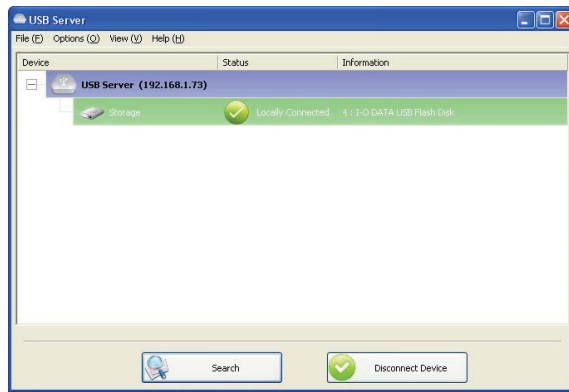 USB Server
File (F) Options (O) View (V) Help (H)
Device Status Information
USB Server (192.168.1.73)
Storage Locally Connected 4 : I-O DATA USB Flash Disk
Search Disconnect Device